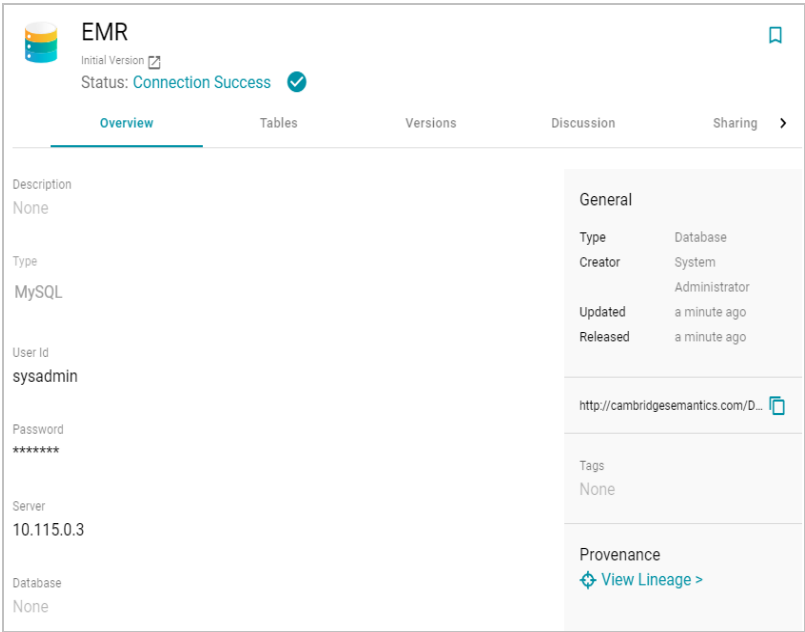 EMR
Initial Version
Status: Connection Success
Overview
Tables
Versions
Discussion
Sharing
Description
None
Type
MySQL
User Id
sysadmin
Password
*******
Server
10.115.0.3
Database
None
General
Type Database
Creator System
Administrator
Updated a minute ago
Released a minute ago
http://cambridgesemantics.com/D...
Tags
None
Provenance
View Lineage >